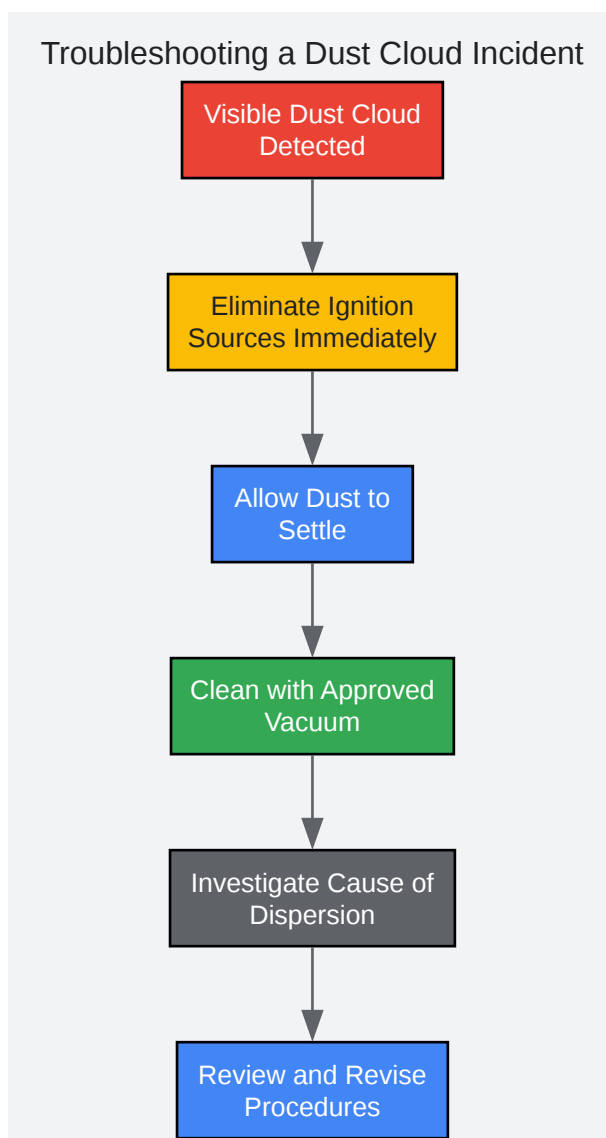 Troubleshooting a Dust Cloud Incident
Visible Dust Cloud
Detected
Eliminate Ignition
Sources Immediately
Allow Dust to
Settle
Clean with Approved
Vacuum
Investigate Cause of
Dispersion
Review and Revise
Procedures